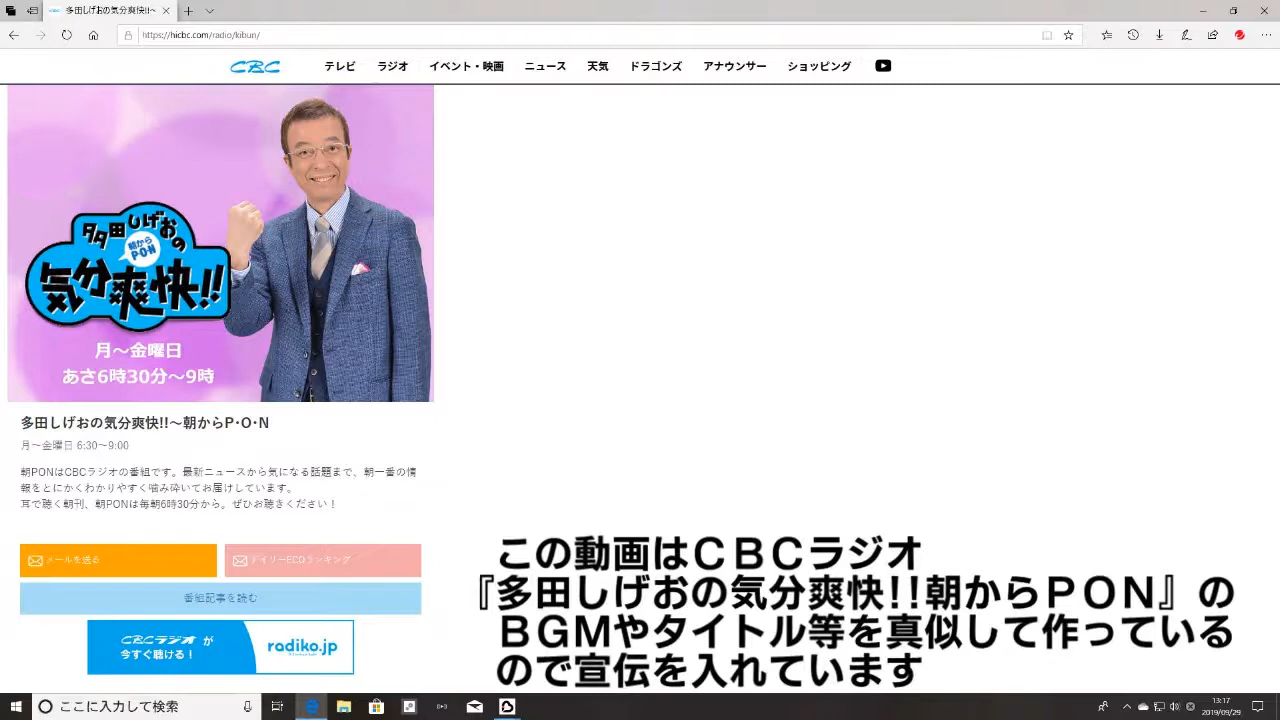 多田しげおの気分爽快!!~
https://hicbc.com/radio/kibun/
CBC
テレビ
ラジオ
イベント・映画
ニュース
天気
ドラゴンズ
アナウンサー
ショッピング
多田しげおの
朝から
P・O・N
気分爽快!!
月〜金曜日
あさ6時30分〜9時
多田しげおの気分爽快!!〜朝からP・O・N
月〜金曜日 6:30〜9:00
朝PONはCBCラジオの番組です。最新ニュースから気になる話題まで、朝一番の情
報をとにかくわかりやすく噛み砕いてお届けしています。
耳で聴く朝刊、朝PONは毎朝6時30分から。ぜひお聴きください!
メールを送る
デイリーECOランキング
番組記事を読む
CBCラジオ が
今すぐ聴ける!
radiko.jp
この動画はCBCラジオ
『多田しげおの気分爽快!!朝からPON』の
BGMやタイトル等を真似して作っている
ので宣伝を入れています
ここに入力して検索
13:17
2019/09/29